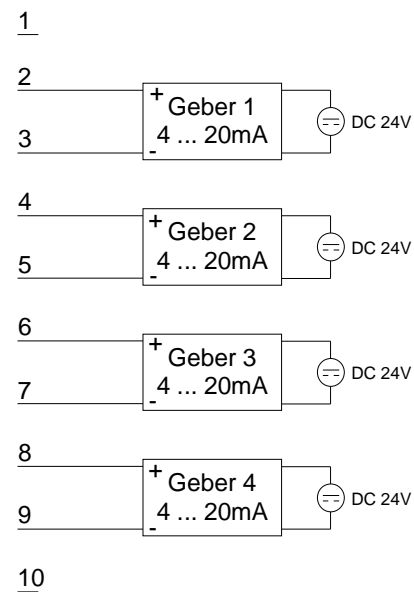 1
2
+ Geber 1 DC 24V
3
- 4 ... 20mA
4
+ Geber 2 DC 24V
5
- 4 ... 20mA
6
+ Geber 3 DC 24V
7
- 4 ... 20mA
8
+ Geber 4 DC 24V
9
- 4 ... 20mA
10